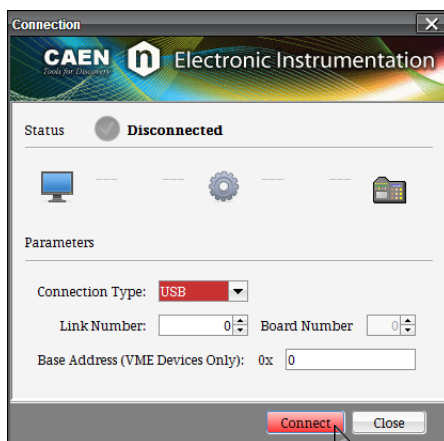 Connection
CAEN n Electronic Instrumentation
Tools for Discovery
Status Disconnected
Parameters
Connection Type: USB
Link Number: 0 Board Number 0
Base Address (VME Devices Only): 0x 0
Connect Close